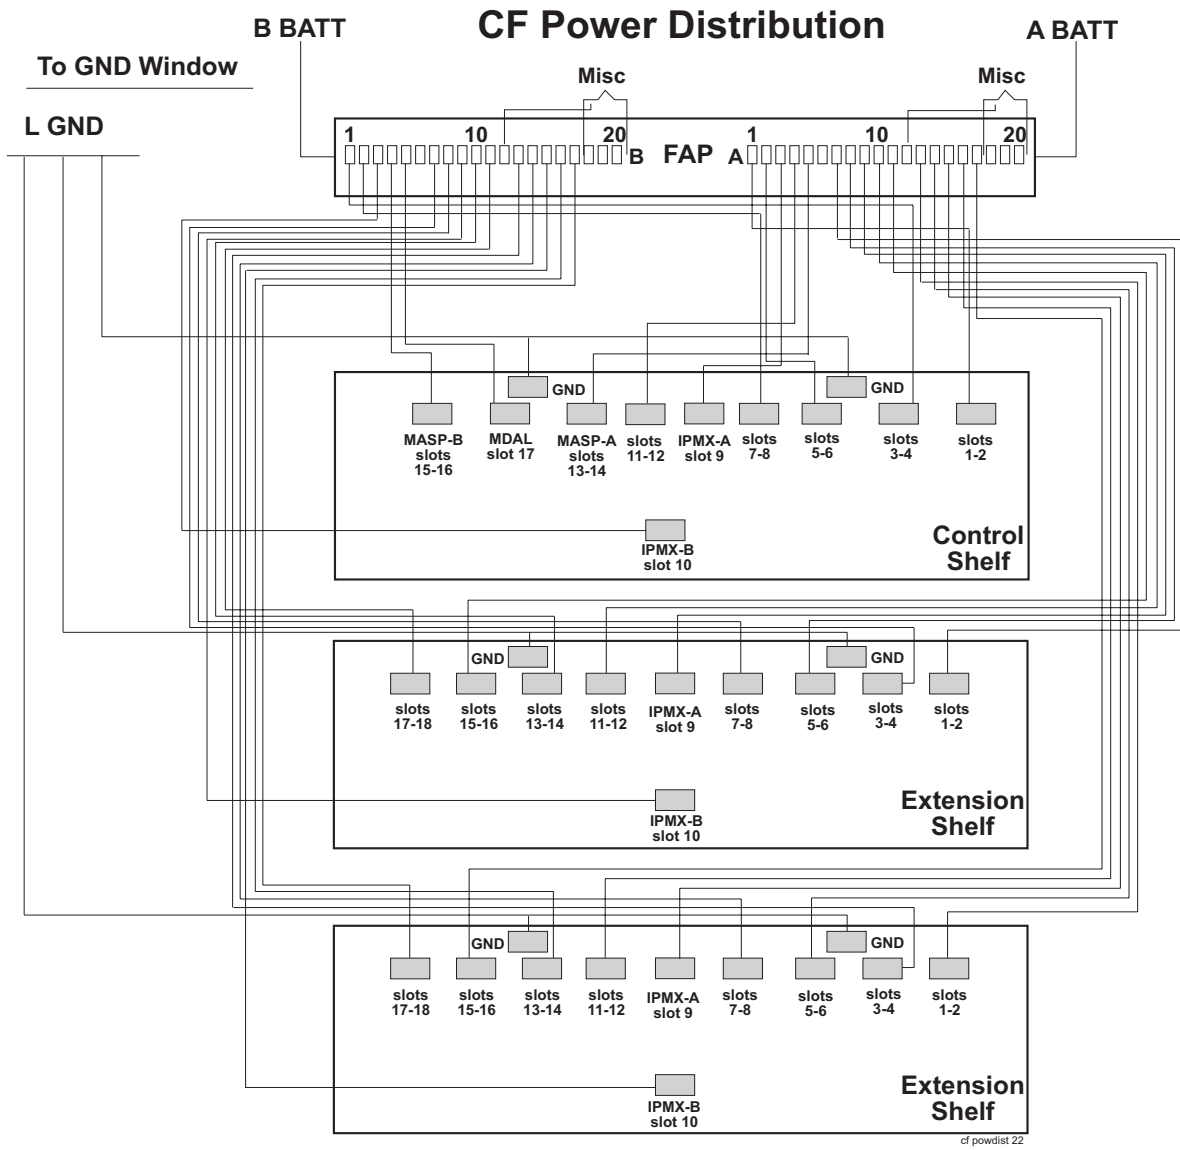 CF Power Distribution
B BATT
A BATT
To GND Window
Misc
Misc
L GND
1 10 20
1 10 20
B FAP A
GND
GND
MASP-B
slots
15-16
MDAL
slot 17
MASP-A
slots
13-14
slots
11-12
IPMX-A
slot 9
slots
7-8
slots
5-6
slots
3-4
slots
1-2
IPMX-B
slot 10
Control
Shelf
GND
GND
slots
17-18
slots
15-16
slots
13-14
slots
11-12
IPMX-A
slot 9
slots
7-8
slots
5-6
slots
3-4
slots
1-2
IPMX-B
slot 10
Extension
Shelf
GND
GND
slots
17-18
slots
15-16
slots
13-14
slots
11-12
IPMX-A
slot 9
slots
7-8
slots
5-6
slots
3-4
slots
1-2
IPMX-B
slot 10
Extension
Shelf
cf powdist 22